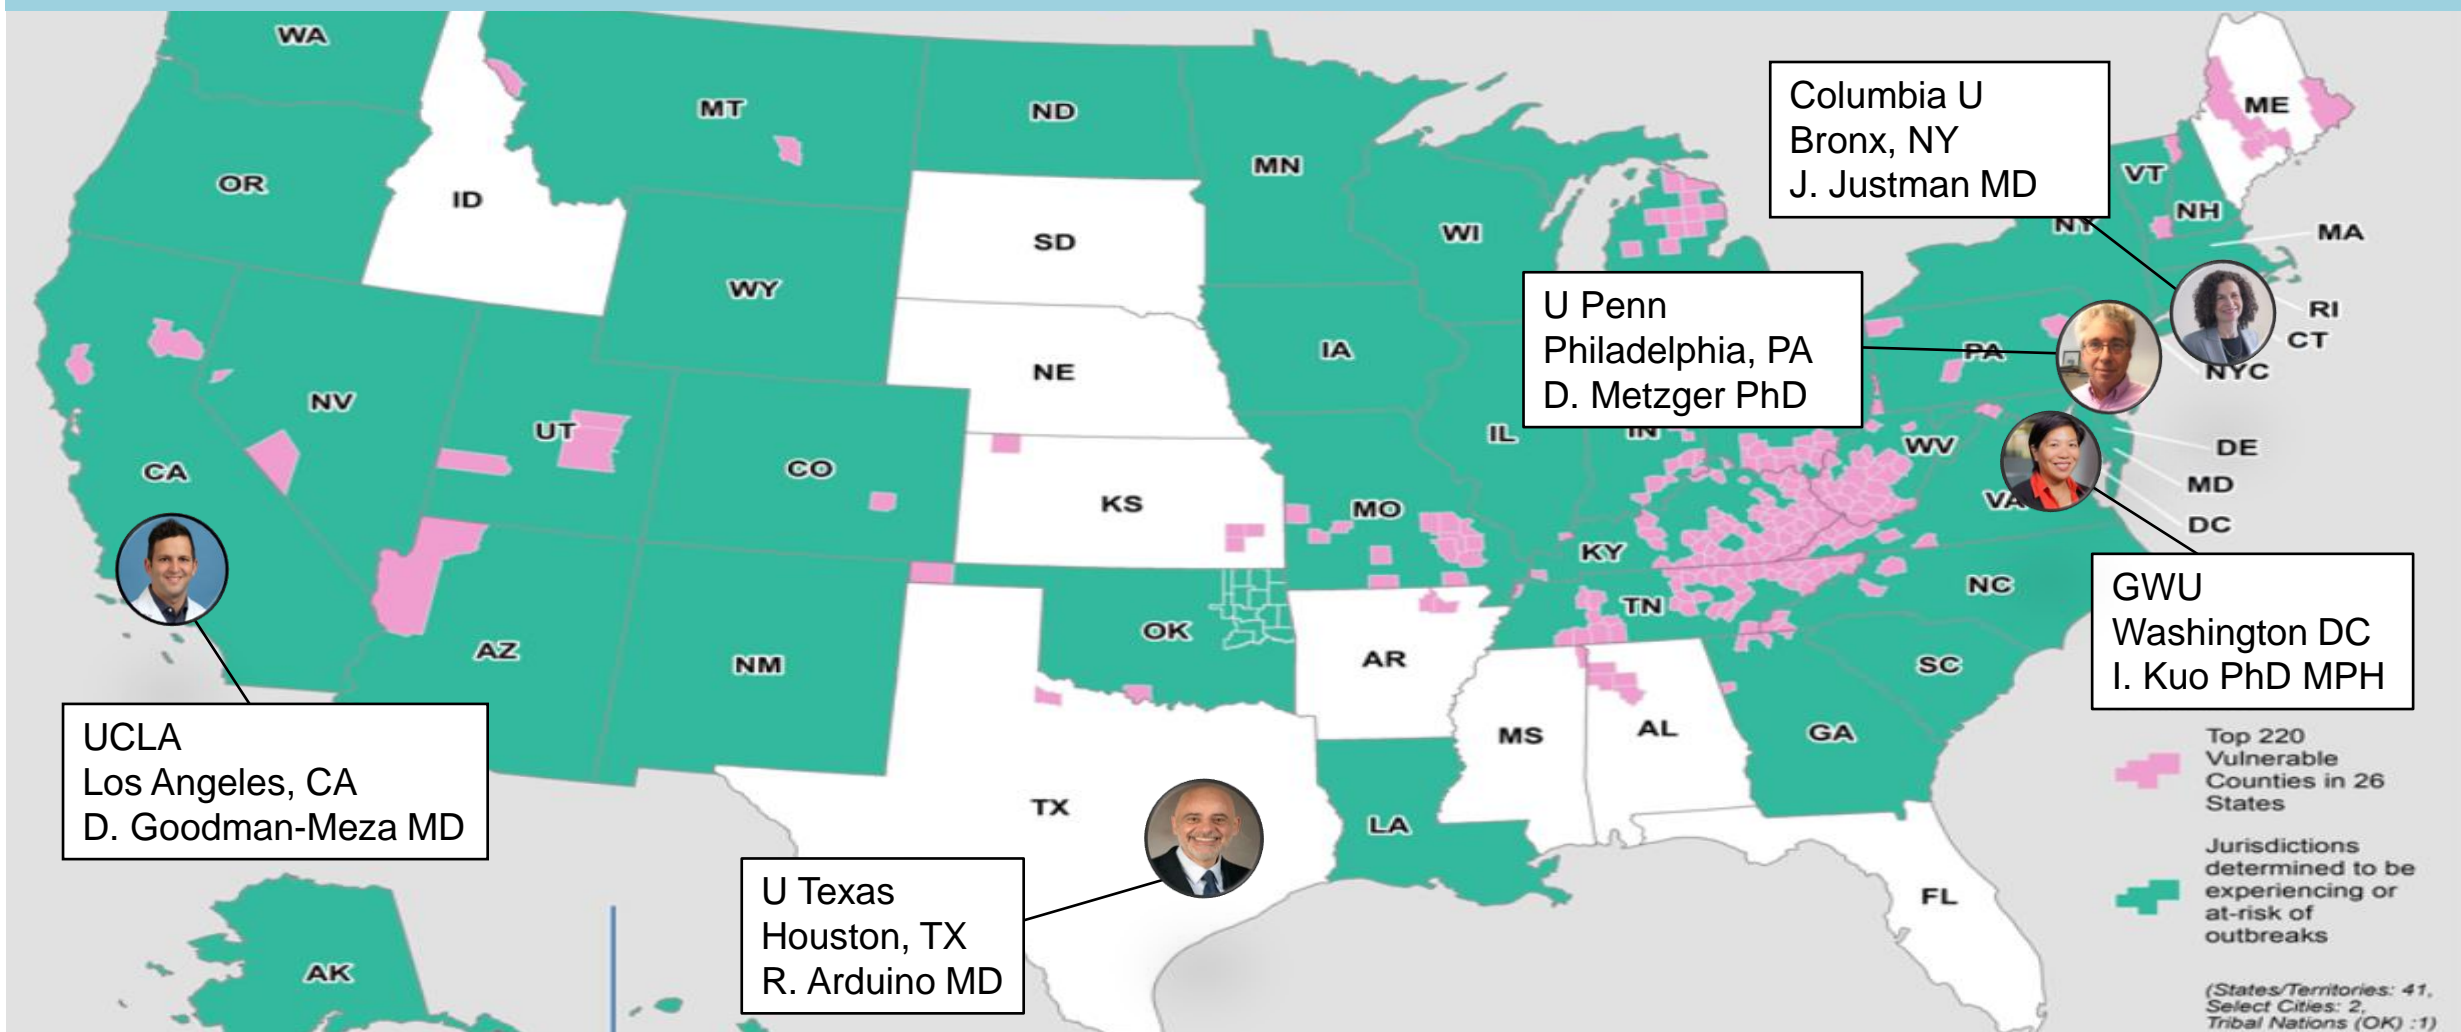 WA
MT
ND
MN
OR
ID
SD
WI
WY
IA
NE
NV
UT
CO
CA
KS
MO
IL
IN
KY
WV
VA
PA
NY
VT
NH
ME
MA
RI
CT
NYC
DE
MD
DC
NC
TN
SC
OK
AR
AZ
NM
MS
AL
GA
TX
LA
FL
AK
Columbia U
Bronx, NY
J. Justman MD
U Penn
Philadelphia, PA
D. Metzger PhD
GWU
Washington DC
I. Kuo PhD MPH
UCLA
Los Angeles, CA
D. Goodman-Meza MD
U Texas
Houston, TX
R. Arduino MD
Top 220
Vulnerable
Counties in 26
States
Jurisdictions
determined to be
experiencing or
at-risk of
outbreaks
(States/Territories: 41,
Select Cities: 2,
Tribal Nations (OK) :1)